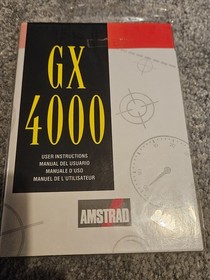 GX
4000
USER INSTRUCTIONS
MANUAL DEL USUARIO
MANUALE D'USO
MANUEL DE L'UTILISATEUR
AMSTRAD